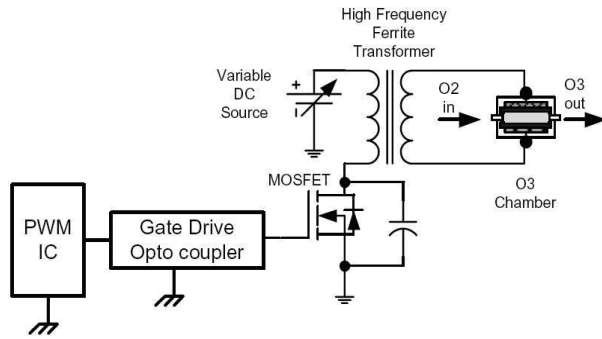 High Frequency
Ferrite
Transformer
Variable
DC
Source
+
−
O2
in
O3
out
O3
Chamber
MOSFET
PWM
IC
Gate Drive
Opto coupler